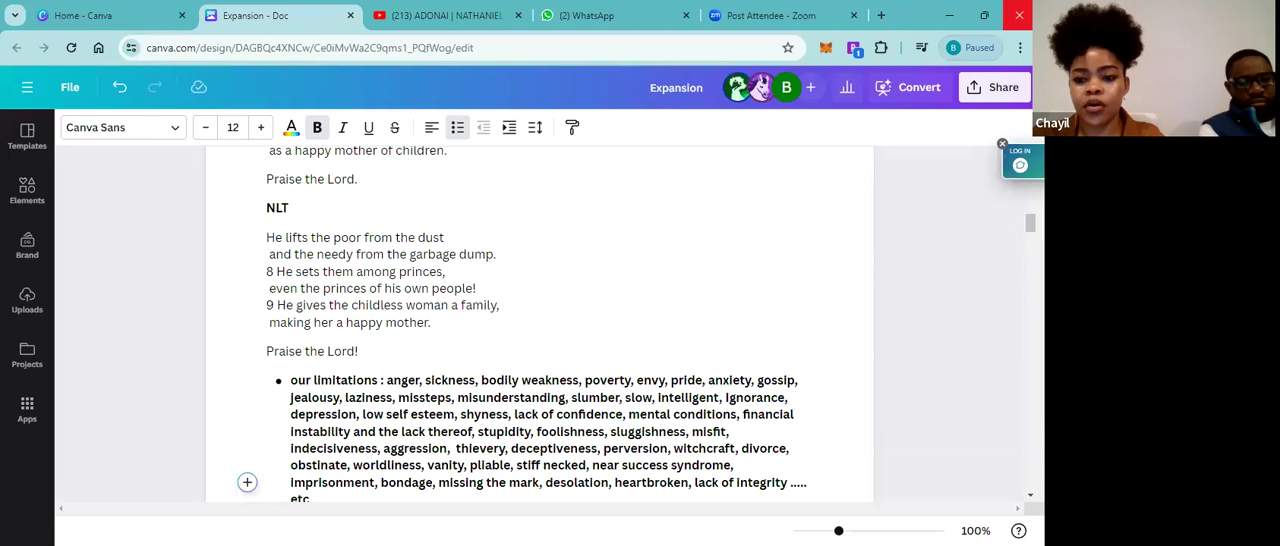 Home - Canva
Expansion - Doc
(213) ADONAI | NATHANIEL
(2) WhatsApp
zm
Post Attendee - Zoom
canva.com/design/DAGBQc4XNCw/Ce0iMvWa2C9qms1_PQfWog/edit
1
B
Paused
File
Expansion
B
Convert
Share
Chayil
Canva Sans
12
A
B
I
U
S
LOG IN
Templates
Elements
Brand
Uploads
Projects
Apps
as a happy mother of children.
Praise the Lord.
NLT
He lifts the poor from the dust
and the needy from the garbage dump.
8 He sets them among princes,
even the princes of his own people!
9 He gives the childless woman a family,
making her a happy mother.
Praise the Lord!
our limitations : anger, sickness, bodily weakness, poverty, envy, pride, anxiety, gossip,
jealousy, laziness, missteps, misunderstanding, slumber, slow, intelligent, Ignorance,
depression, low self esteem, shyness, lack of confidence, mental conditions, financial
instability and the lack thereof, stupidity, foolishness, sluggishness, misfit,
indecisiveness, aggression, thievery, deceptiveness, perversion, witchcraft, divorce,
obstinate, worldliness, vanity, pliable, stiff necked, near success syndrome,
imprisonment, bondage, missing the mark, desolation, heartbroken, lack of integrity .....
etc
100%